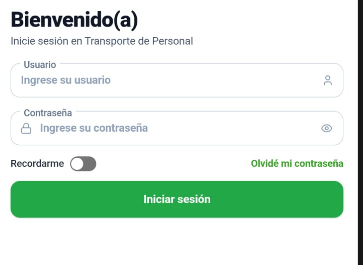 Bienvenido(a)
Inicie sesión en Transporte de Personal
Usuario
Ingrese su usuario
Contraseña
Ingrese su contraseña
Recordarme Olvidé mi contraseña
Iniciar sesión